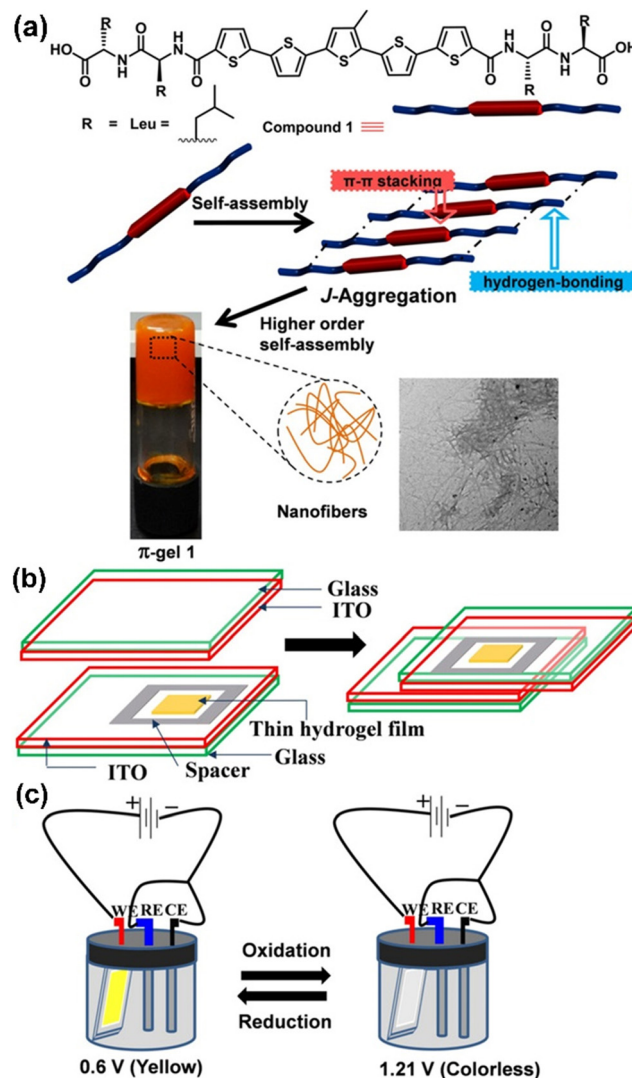 (a)
R
O
H
N
R
HO
N
H
O
R
O
S
S
S
S
S
O
N
H
R
O
H
N
R
O
OH
R = Leu =
Compound 1
π-π stacking
Self-assembly
hydrogen-bonding
J-Aggregation
Higher order
self-assembly
Nanofibers
π-gel 1
(b)
Glass
ITO
Thin hydrogel film
ITO
Spacer
Glass
(c)
+ −
+ −
WE RE CE
WE RE CE
Oxidation
Reduction
0.6 V (Yellow)
1.21 V (Colorless)